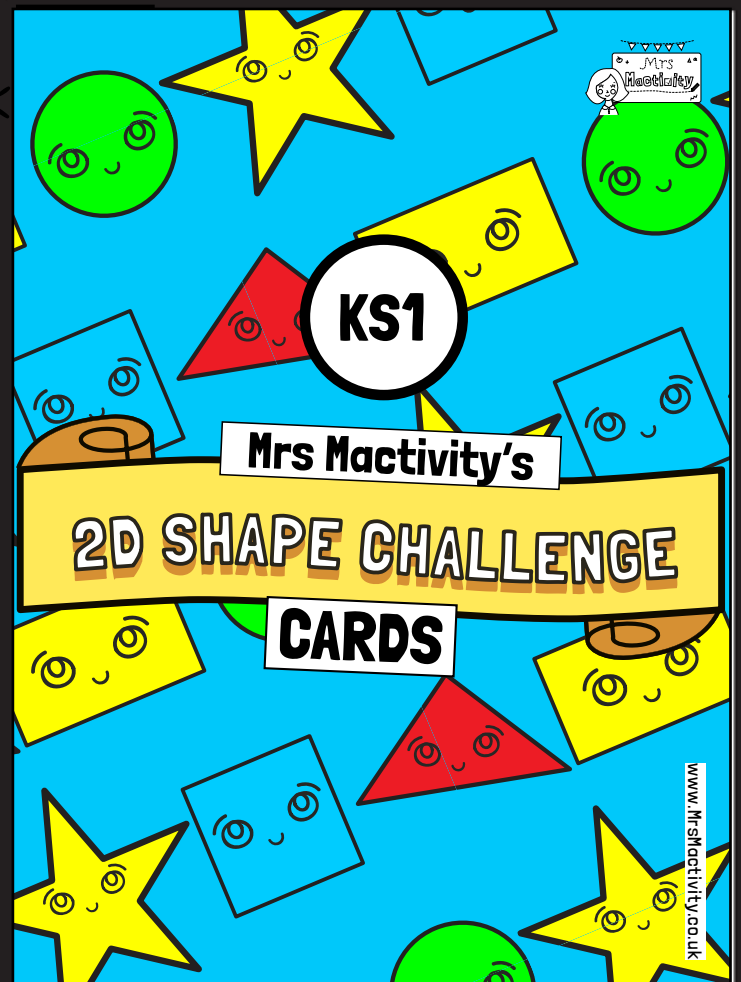 Mrs
Mactivity
KS1
Mrs Mactivity's
2D SHAPE CHALLENGE
CARDS
www.MrsMactivity.co.uk